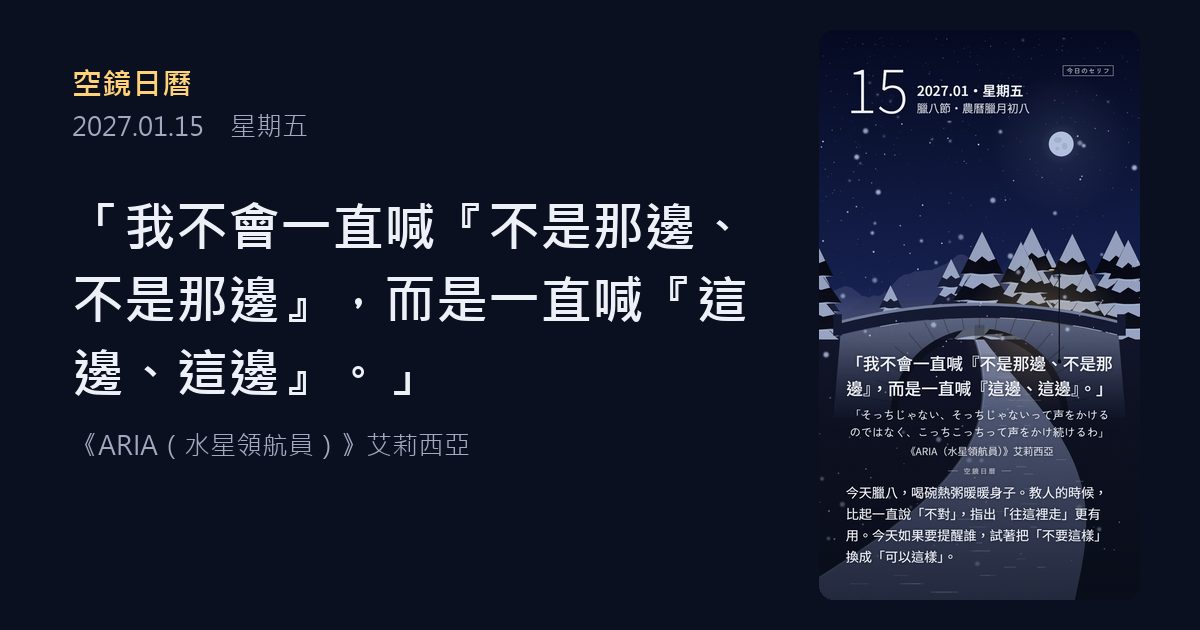 空鏡日曆
2027.01.15 星期五
「我不會一直喊『不是那邊、
不是那邊』，而是一直喊『這
邊、這邊』。」
《ARIA（水星領航員）》艾莉西亞
今日のセリフ
15
2027.01・星期五
臘八節・農曆臘月初八
「我不會一直喊『不是那邊、不是那
邊』，而是一直喊『這邊、這邊』。」
「そっちじゃない、そっちじゃないって声をかける
のではなく、こっちこっちって声をかけ続けるわ」
《ARIA（水星領航員）》艾莉西亞
空鏡日曆
今天臘八，喝碗熱粥暖暖身子。教人的時候，
比起一直說「不對」，指出「往這裡走」更有
用。今天如果要提醒誰，試著把「不要這樣」
換成「可以這樣」。